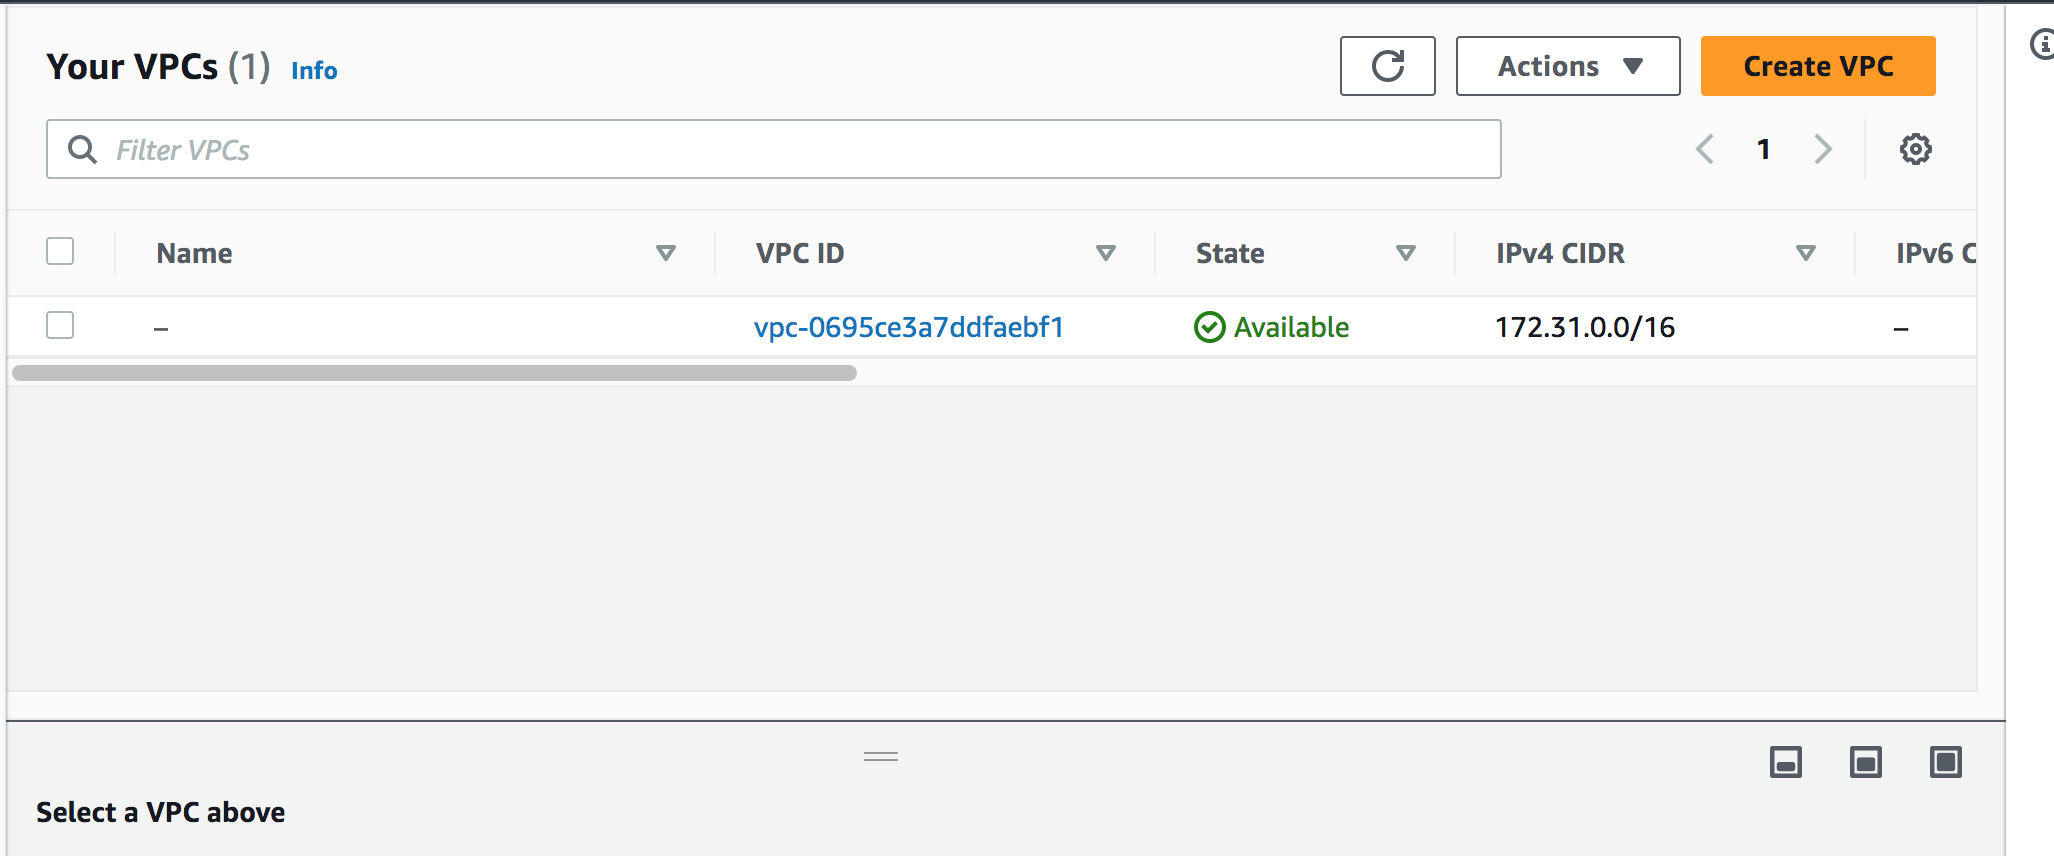 Your VPCs (1) Info
Actions
Create VPC
Filter VPCs
1
Name VPC ID State IPv4 CIDR IPv6 C
– vpc-0695ce3a7ddfaebf1 Available 172.31.0.0/16 –
Select a VPC above